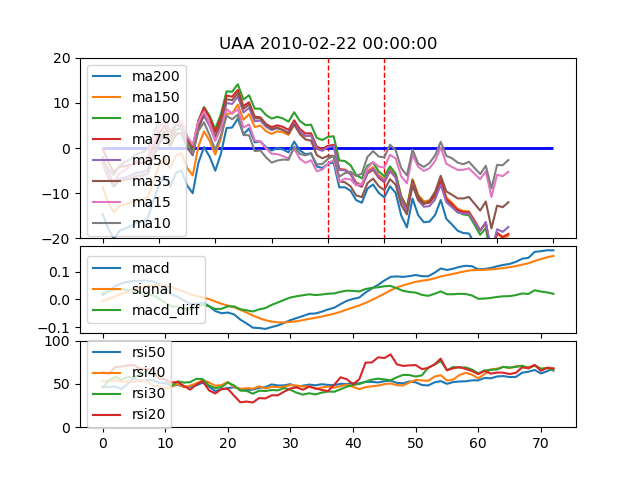 UAA 2010-02-22 00:00:00
20
10
0
−10
−20
ma200
ma150
ma100
ma75
ma50
ma35
ma15
ma10
0.1
0.0
−0.1
macd
signal
macd_diff
100
50
0
rsi50
rsi40
rsi30
rsi20
0 10 20 30 40 50 60 70